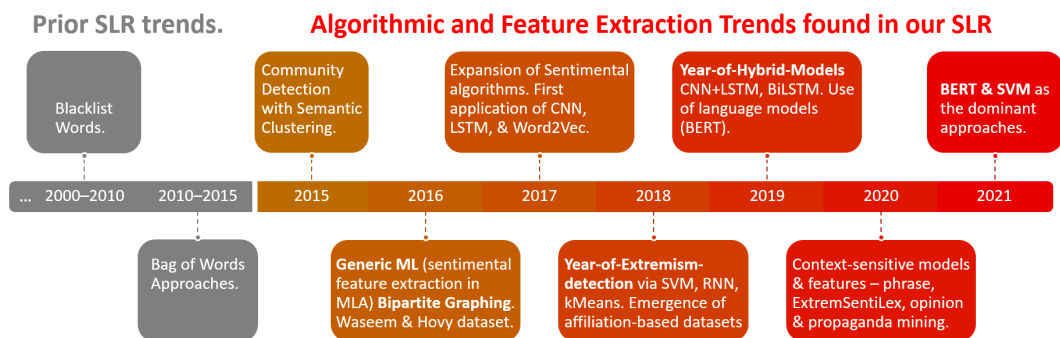 Prior SLR trends.
Algorithmic and Feature Extraction Trends found in our SLR
Blacklist
Words.
Community
Detection
with Semantic
Clustering.
Expansion of Sentimental
algorithms. First
application of CNN,
LSTM, & Word2Vec.
Year-of-Hybrid-Models
CNN+LSTM, BiLSTM. Use
of language models
(BERT).
BERT & SVM as
the dominant
approaches.
... 2000–2010 2010–2015 2015 2016 2017 2018 2019 2020 2021
Bag of Words
Approaches.
Generic ML (sentimental
feature extraction in
MLA) Bipartite Graphing.
Waseem & Hovy dataset.
Year-of-Extremism-
detection via SVM, RNN,
kMeans. Emergence of
affiliation-based datasets
Context-sensitive models
& features – phrase,
ExtremSentiLex, opinion
& propaganda mining.